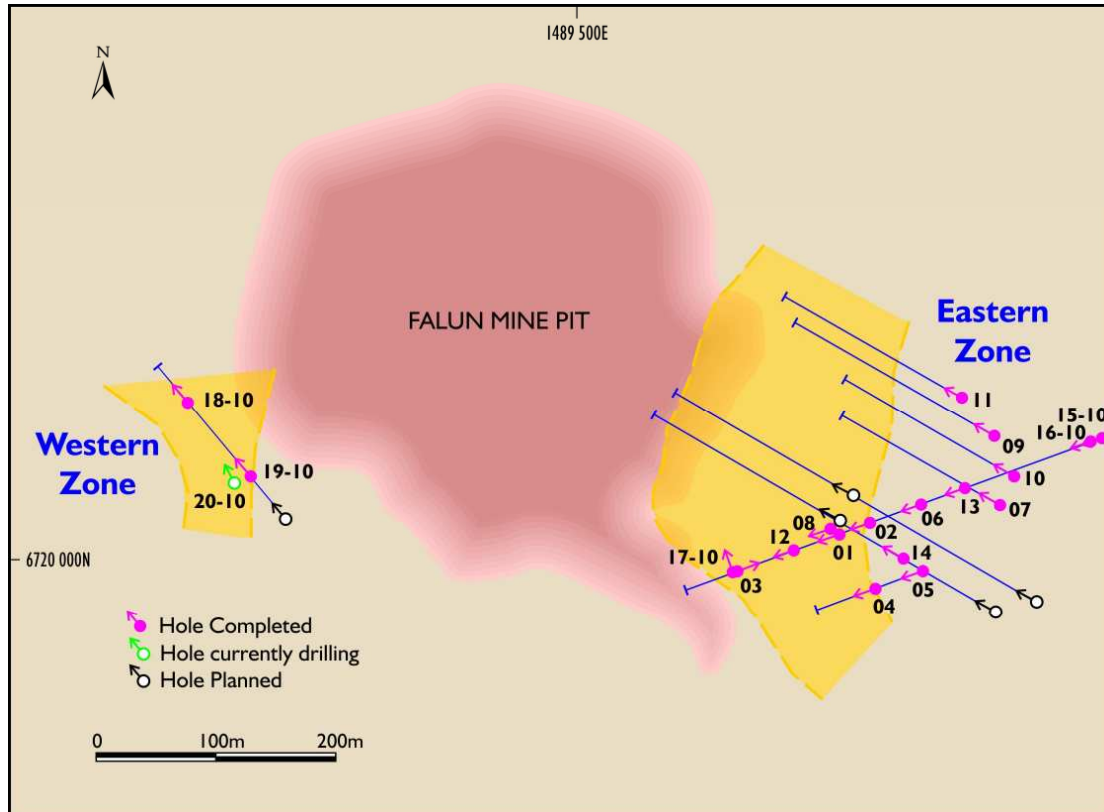 1489 500E
N
FALUN MINE PIT
Eastern
Zone
11
15-10
16-10
09
10
18-10
Western
Zone
19-10
20-10
13
07
06
08
02
01
12
14
17-10
03
05
04
6720 000N
Hole Completed
Hole currently drilling
Hole Planned
0 100m 200m